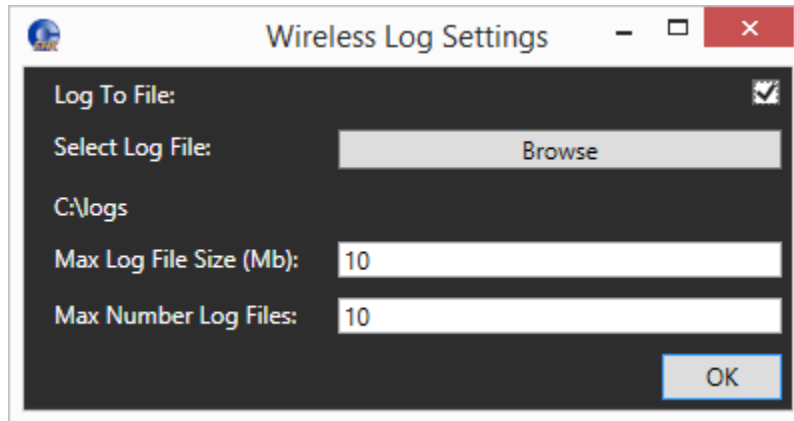 Wireless Log Settings
Log To File:
Select Log File: Browse
C:\logs
Max Log File Size (Mb): 10
Max Number Log Files: 10
OK